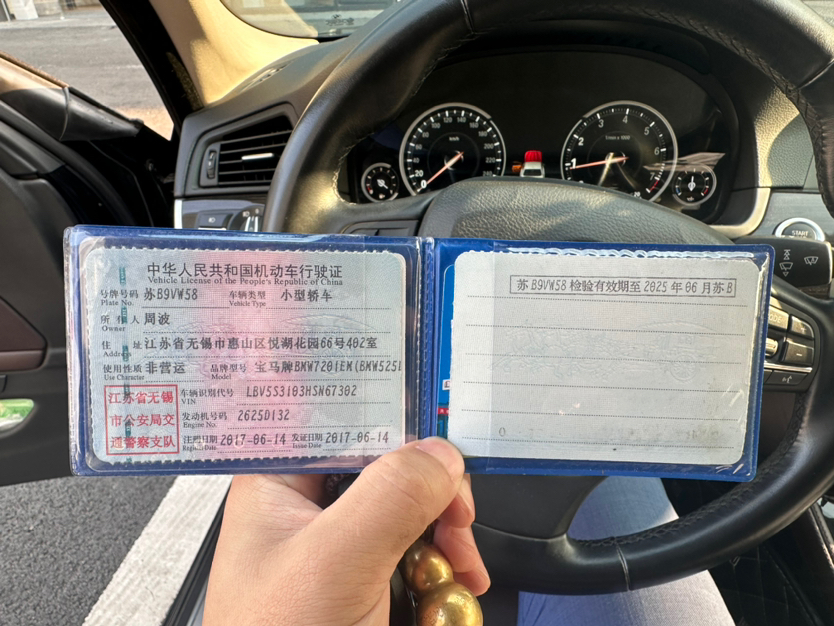 中华人民共和国机动车行驶证
Vehicle License of the People's Republic of China
号牌号码 苏B9VW58 车辆类型 小型轿车
Plate No. Vehicle Type
所有人 周波
Owner
住址 江苏省无锡市惠山区悦湖花园66号402室
Address
使用性质 非营运 品牌型号 宝马牌BMW7201EM(BMW525l
Use Character Model
江苏省无锡
市公安局交
通警察支队
车辆识别代号 LBV5S3103HSN67302
VIN
发动机号码 2625D132
Engine No.
注册日期 2017-06-14 发证日期 2017-06-14
Register Date Issue Date
苏B9VW58 检验有效期至 2025 年 06 月苏B
START
MODE